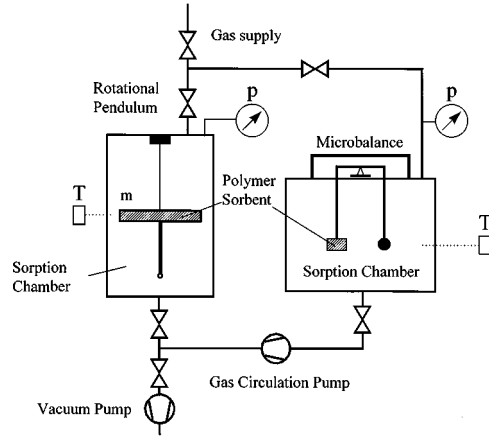 Gas supply
Rotational
Pendulum
p
p
Microbalance
T
m
Polymer
Sorbent
T
Sorption
Chamber
Sorption Chamber
Gas Circulation Pump
Vacuum Pump